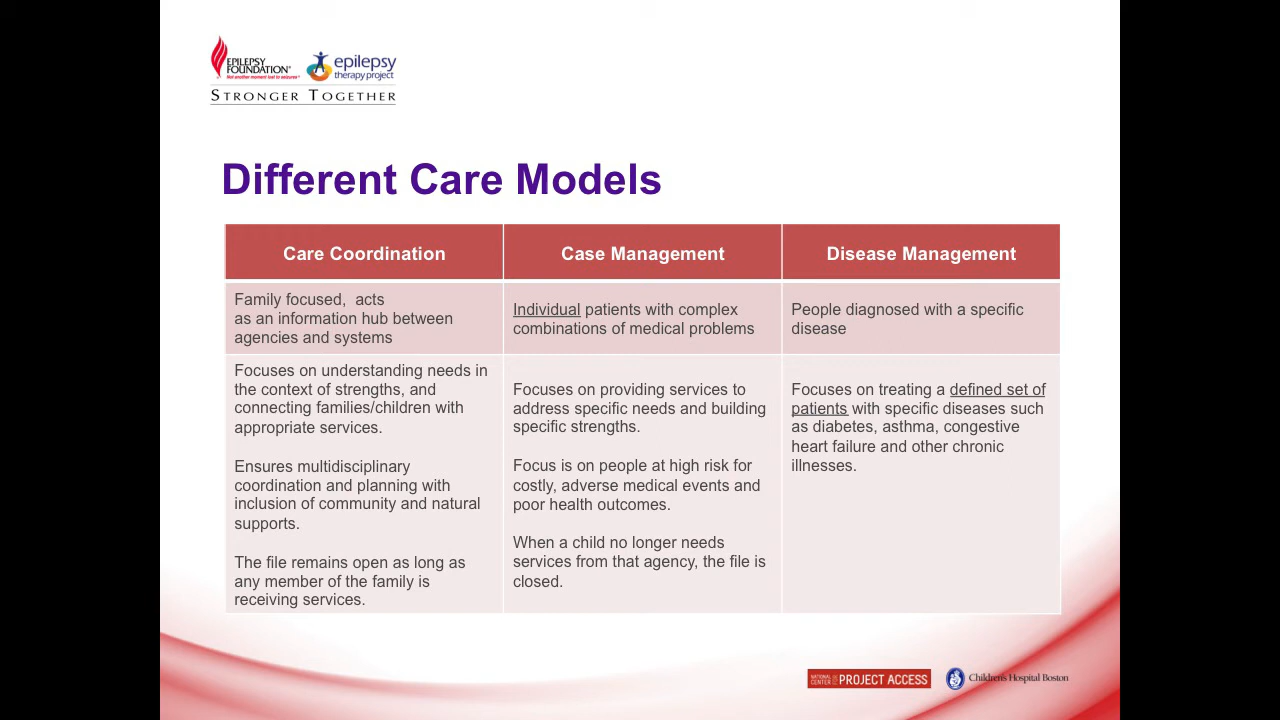 EPILEPSY
FOUNDATION®
Not another moment lost to seizures®
epilepsy
therapy project
STRONGER TOGETHER
Different Care Models
Care Coordination
Case Management
Disease Management
Family focused,  acts
as an information hub between
agencies and systems
Individual patients with complex
combinations of medical problems
People diagnosed with a specific
disease
Focuses on understanding needs in
the context of strengths, and
connecting families/children with
appropriate services.
Ensures multidisciplinary
coordination and planning with
inclusion of community and natural
supports.
The file remains open as long as
any member of the family is
receiving services.
Focuses on providing services to
address specific needs and building
specific strengths.
Focus is on people at high risk for
costly, adverse medical events and
poor health outcomes.
When a child no longer needs
services from that agency, the file is
closed.
Focuses on treating a defined set of
patients with specific diseases such
as diabetes, asthma, congestive
heart failure and other chronic
illnesses.
NATIONAL
CENTER
PROJECT ACCESS
Children's Hospital Boston